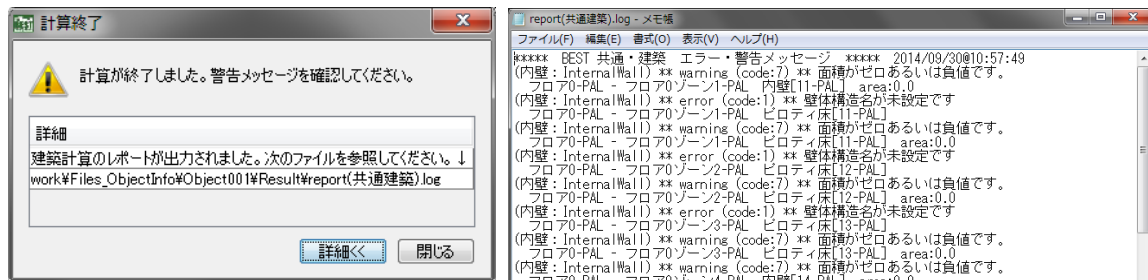 計算終了
計算が終了しました。警告メッセージを確認してください。
詳細
建築計算のレポートが出力されました。次のファイルを参照してください。↓
work¥Files_ObjectInfo¥Object001¥Result¥report(共通建築).log
詳細<<
閉じる
report(共通建築).log - メモ帳
ファイル(F) 編集(E) 書式(O) 表示(V) ヘルプ(H)
***** BEST 共通・建築 エラー・警告メッセージ ***** 2014/09/30@10:57:49
(内壁：InternalWall) ** warning (code:7) ** 面積がゼロあるいは負値です。
フロア0-PAL - フロア0ゾーン1-PAL 内壁[11-PAL] area:0.0
(内壁：InternalWall) ** error (code:1) ** 壁体構造名が未設定です
フロア0-PAL - フロア0ゾーン1-PAL ピロティ床[11-PAL]
(内壁：InternalWall) ** warning (code:7) ** 面積がゼロあるいは負値です。
フロア0-PAL - フロア0ゾーン1-PAL ピロティ床[11-PAL] area:0.0
(内壁：InternalWall) ** error (code:1) ** 壁体構造名が未設定です
フロア0-PAL - フロア0ゾーン2-PAL ピロティ床[12-PAL]
(内壁：InternalWall) ** warning (code:7) ** 面積がゼロあるいは負値です。
フロア0-PAL - フロア0ゾーン2-PAL ピロティ床[12-PAL] area:0.0
(内壁：InternalWall) ** error (code:1) ** 壁体構造名が未設定です
フロア0-PAL - フロア0ゾーン3-PAL ピロティ床[13-PAL]
(内壁：InternalWall) ** warning (code:7) ** 面積がゼロあるいは負値です。
フロア0-PAL - フロア0ゾーン3-PAL ピロティ床[13-PAL] area:0.0
(内壁：InternalWall) ** warning (code:7) ** 面積がゼロあるいは負値です。
フロア0-PAL - フロア0ゾーン4-PAL 内壁[14-PAL] area:0.0